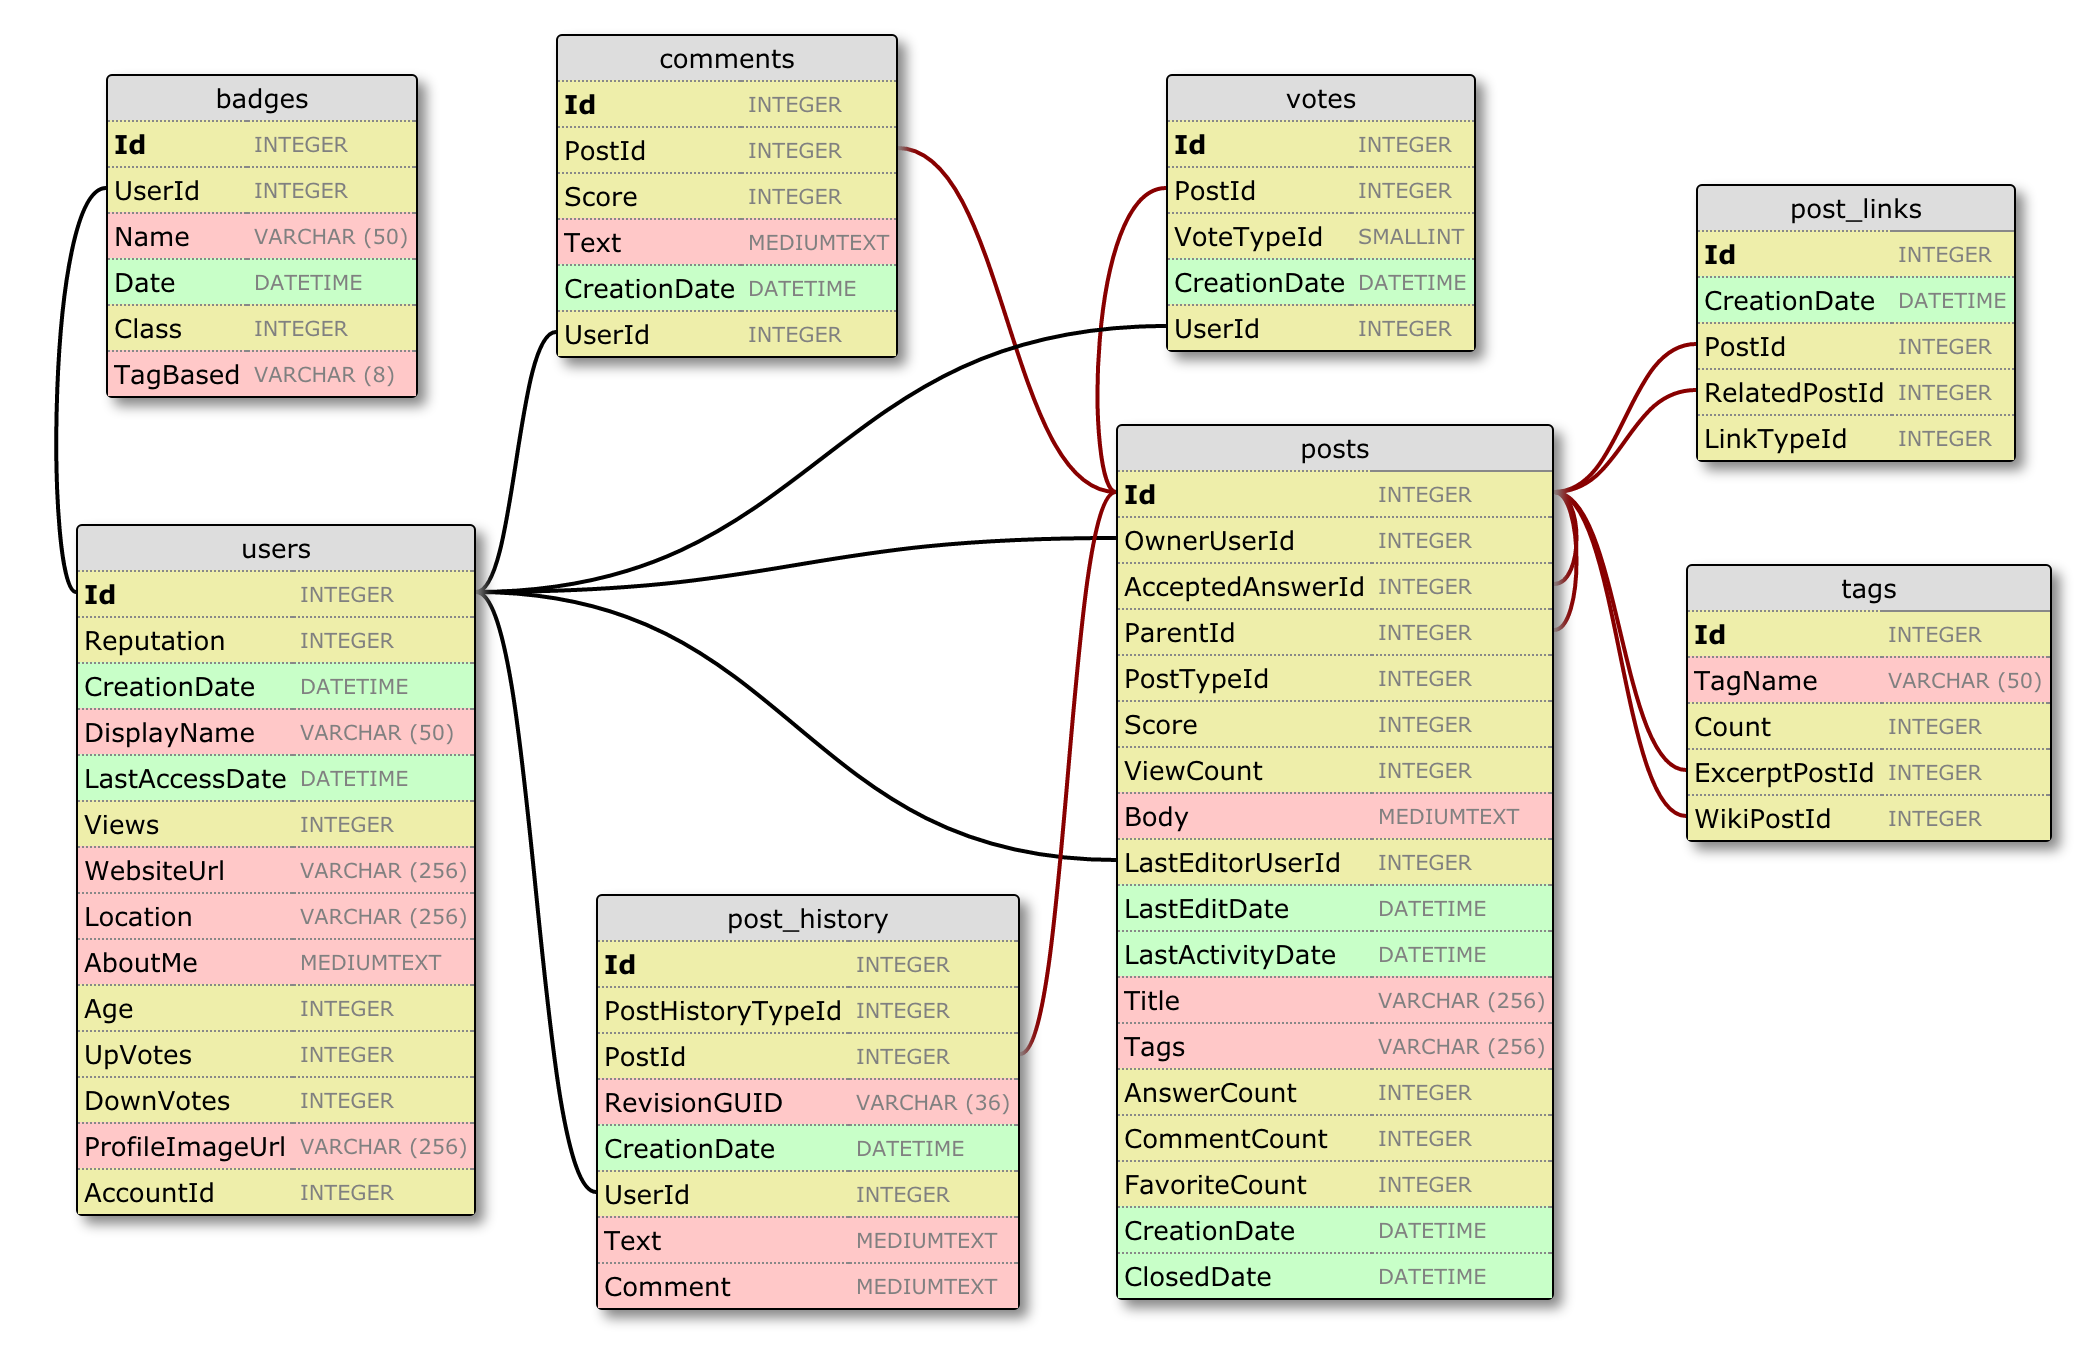 badges
Id INTEGER
UserId INTEGER
Name VARCHAR (50)
Date DATETIME
Class INTEGER
TagBased VARCHAR (8)
comments
Id INTEGER
PostId INTEGER
Score INTEGER
Text MEDIUMTEXT
CreationDate DATETIME
UserId INTEGER
votes
Id INTEGER
PostId INTEGER
VoteTypeId SMALLINT
CreationDate DATETIME
UserId INTEGER
post_links
Id INTEGER
CreationDate DATETIME
PostId INTEGER
RelatedPostId INTEGER
LinkTypeId INTEGER
users
Id INTEGER
Reputation INTEGER
CreationDate DATETIME
DisplayName VARCHAR (50)
LastAccessDate DATETIME
Views INTEGER
WebsiteUrl VARCHAR (256)
Location VARCHAR (256)
AboutMe MEDIUMTEXT
Age INTEGER
UpVotes INTEGER
DownVotes INTEGER
ProfileImageUrl VARCHAR (256)
AccountId INTEGER
post_history
Id INTEGER
PostHistoryTypeId INTEGER
PostId INTEGER
RevisionGUID VARCHAR (36)
CreationDate DATETIME
UserId INTEGER
Text MEDIUMTEXT
Comment MEDIUMTEXT
posts
Id INTEGER
OwnerUserId INTEGER
AcceptedAnswerId INTEGER
ParentId INTEGER
PostTypeId INTEGER
Score INTEGER
ViewCount INTEGER
Body MEDIUMTEXT
LastEditorUserId INTEGER
LastEditDate DATETIME
LastActivityDate DATETIME
Title VARCHAR (256)
Tags VARCHAR (256)
AnswerCount INTEGER
CommentCount INTEGER
FavoriteCount INTEGER
CreationDate DATETIME
ClosedDate DATETIME
tags
Id INTEGER
TagName VARCHAR (50)
Count INTEGER
ExcerptPostId INTEGER
WikiPostId INTEGER